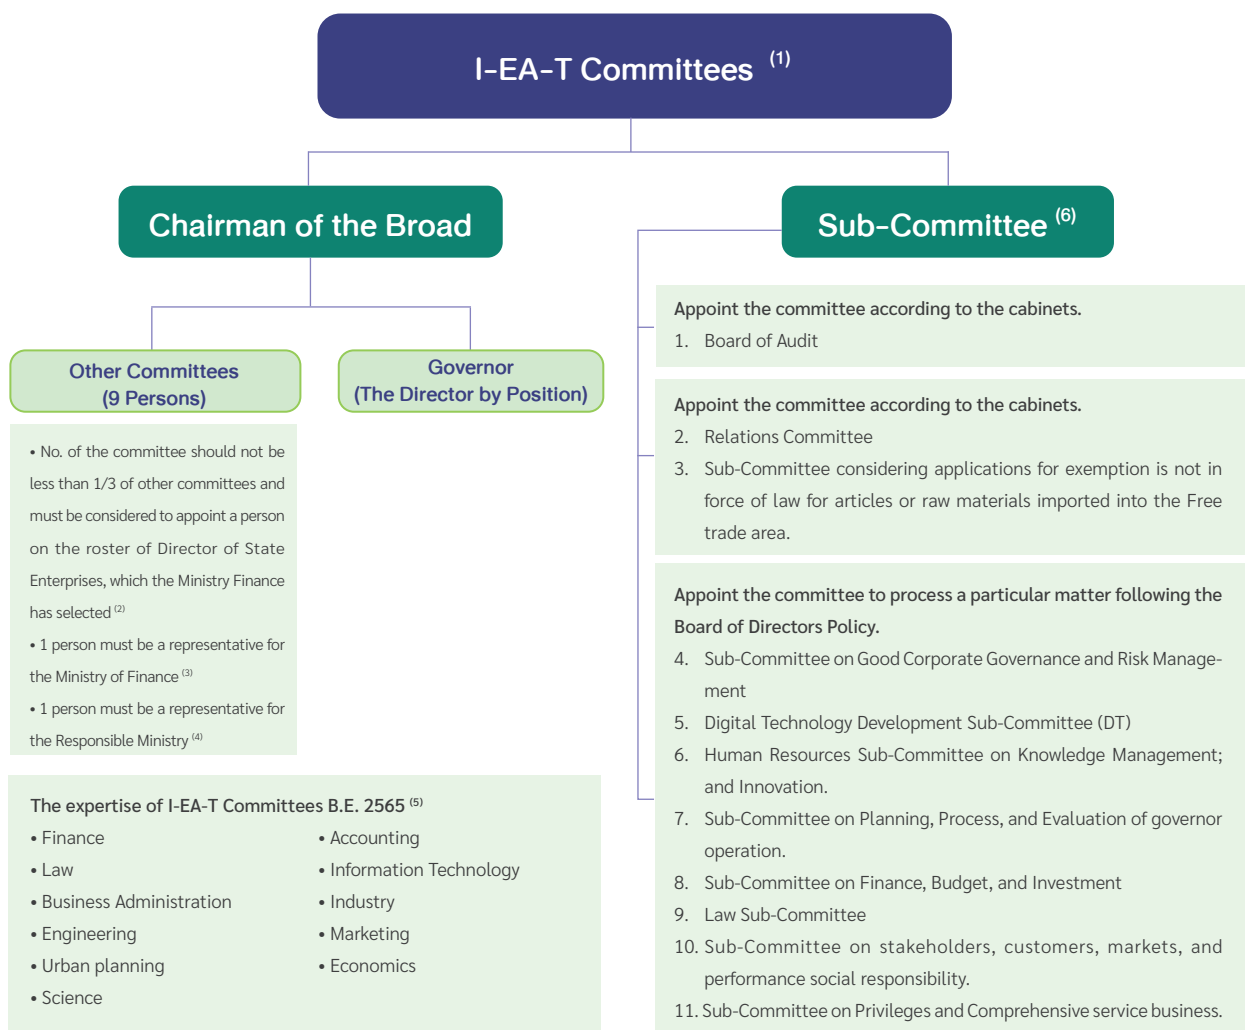 I-EA-T Committees (1)
Chairman of the Broad
Other Committees
(9 Persons)
Governor
(The Director by Position)
• No. of the committee should not be
less than 1/3 of other committees and
must be considered to appoint a person
on the roster of Director of State
Enterprises, which the Ministry Finance
has selected (2)
• 1 person must be a representative for
the Ministry of Finance (3)
• 1 person must be a representative for
the Responsible Ministry (4)
The expertise of I-EA-T Committees B.E. 2565 (5)
• Finance
• Law
• Business Administration
• Engineering
• Urban planning
• Science
• Accounting
• Information Technology
• Industry
• Marketing
• Economics
Sub-Committee (6)
Appoint the committee according to the cabinets.
1. Board of Audit
Appoint the committee according to the cabinets.
2. Relations Committee
3. Sub-Committee considering applications for exemption is not in
force of law for articles or raw materials imported into the Free
trade area.
Appoint the committee to process a particular matter following the
Board of Directors Policy.
4. Sub-Committee on Good Corporate Governance and Risk Manage-
ment
5. Digital Technology Development Sub-Committee (DT)
6. Human Resources Sub-Committee on Knowledge Management;
and Innovation.
7. Sub-Committee on Planning, Process, and Evaluation of governor
operation.
8. Sub-Committee on Finance, Budget, and Investment
9. Law Sub-Committee
10. Sub-Committee on stakeholders, customers, markets, and
performance social responsibility.
11. Sub-Committee on Privileges and Comprehensive service business.